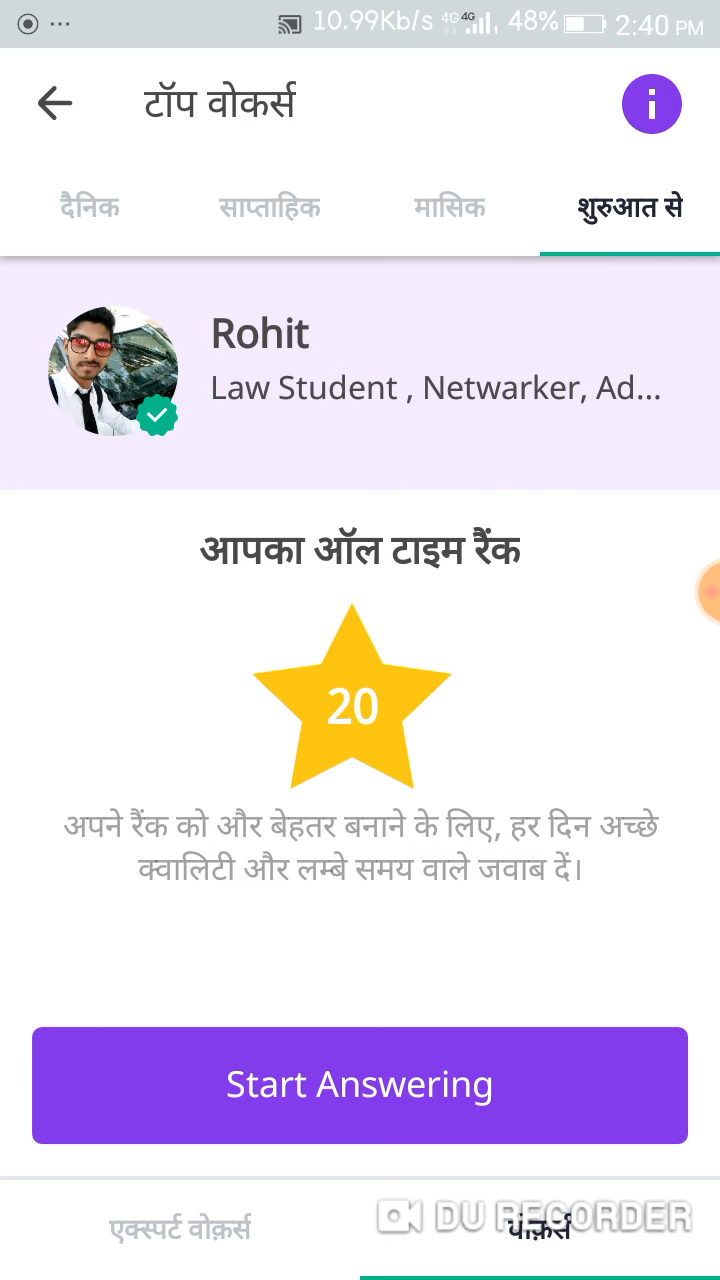 10.99Kb/s 4G 4G 48% 2:40 PM
टॉप वोकर्स
दैनिक साप्ताहिक मासिक शुरुआत से
Rohit
Law Student , Netwarker, Ad...
आपका ऑल टाइम रैंक
20
अपने रैंक को और बेहतर बनाने के लिए, हर दिन अच्छे
क्वालिटी और लम्बे समय वाले जवाब दें।
Start Answering
एक्स्पर्ट वोक़र्स
DU RECORDER